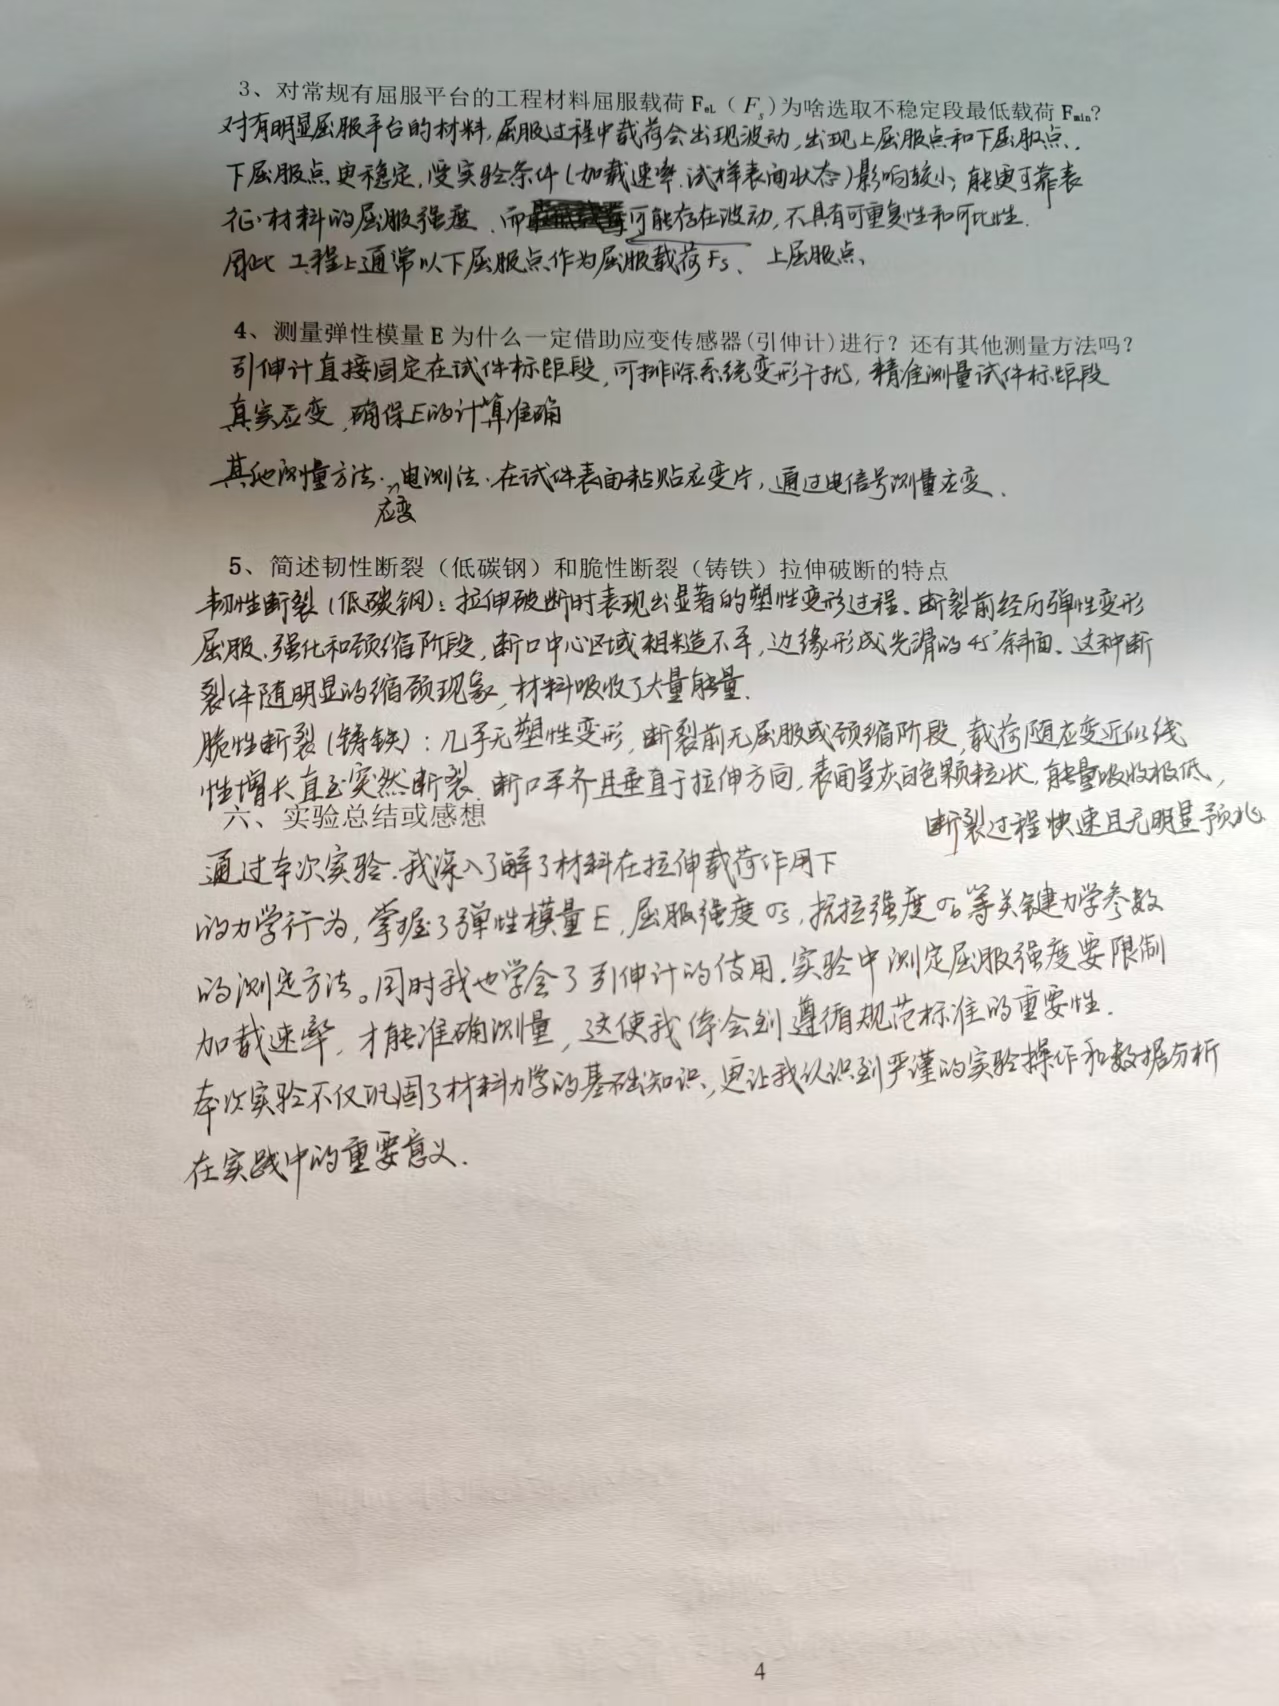 3、对常规有屈服平台的工程材料屈服载荷 FeL（Fs）为啥选取不稳定段最低载荷 Fmin？
对有明显屈服平台的材料,屈服过程中载荷会出现波动,出现上屈服点和下屈服点.
下屈服点更稳定,受实验条件(加载速率.试样表面状态)影响较小,能更可靠表
征材料的屈服强度、而可能存在波动,不具有可重复性和可比性.
因此工程上通常以下屈服点作为屈服载荷Fs、 上屈服点、
4、测量弹性模量 E 为什么一定借助应变传感器(引伸计)进行？还有其他测量方法吗？
引伸计直接固定在试件标距段,可排除系统变形干扰,精准测量试件标距段
真实应变,确保E的计算准确
其他测量方法:电测法.在试件表面粘贴应变片,通过电信号测量应变.
应变
5、简述韧性断裂（低碳钢）和脆性断裂（铸铁）拉伸破断的特点
韧性断裂(低碳钢):拉伸破断时表现出显著的塑性变形过程、断裂前经历弹性变形
屈服、强化和颈缩阶段,断口中心区域粗糙不平,边缘形成光滑的45°斜面、这种断
裂伴随明显的缩颈现象,材料吸收了大量能量.
脆性断裂(铸铁):几乎无塑性变形,断裂前无屈服或颈缩阶段,载荷随应变近似线
性增长直至突然断裂.断口平齐且垂直于拉伸方向,表面呈灰白色颗粒状,能量吸收极低,
断裂过程快速且无明显预兆
六、实验总结或感想
通过本次实验.我深入了解了材料在拉伸载荷作用下
的力学行为,掌握了弹性模量E,屈服强度σs,抗拉强度σb等关键力学参数
的测定方法。同时我也学会了引伸计的使用.实验中测定屈服强度要限制
加载速率,才能准确测量,这使我体会到遵循规范标准的重要性.
本次实验不仅巩固了材料力学的基础知识,更让我认识到严谨的实验操作和数据分析
在实践中的重要意义.
4